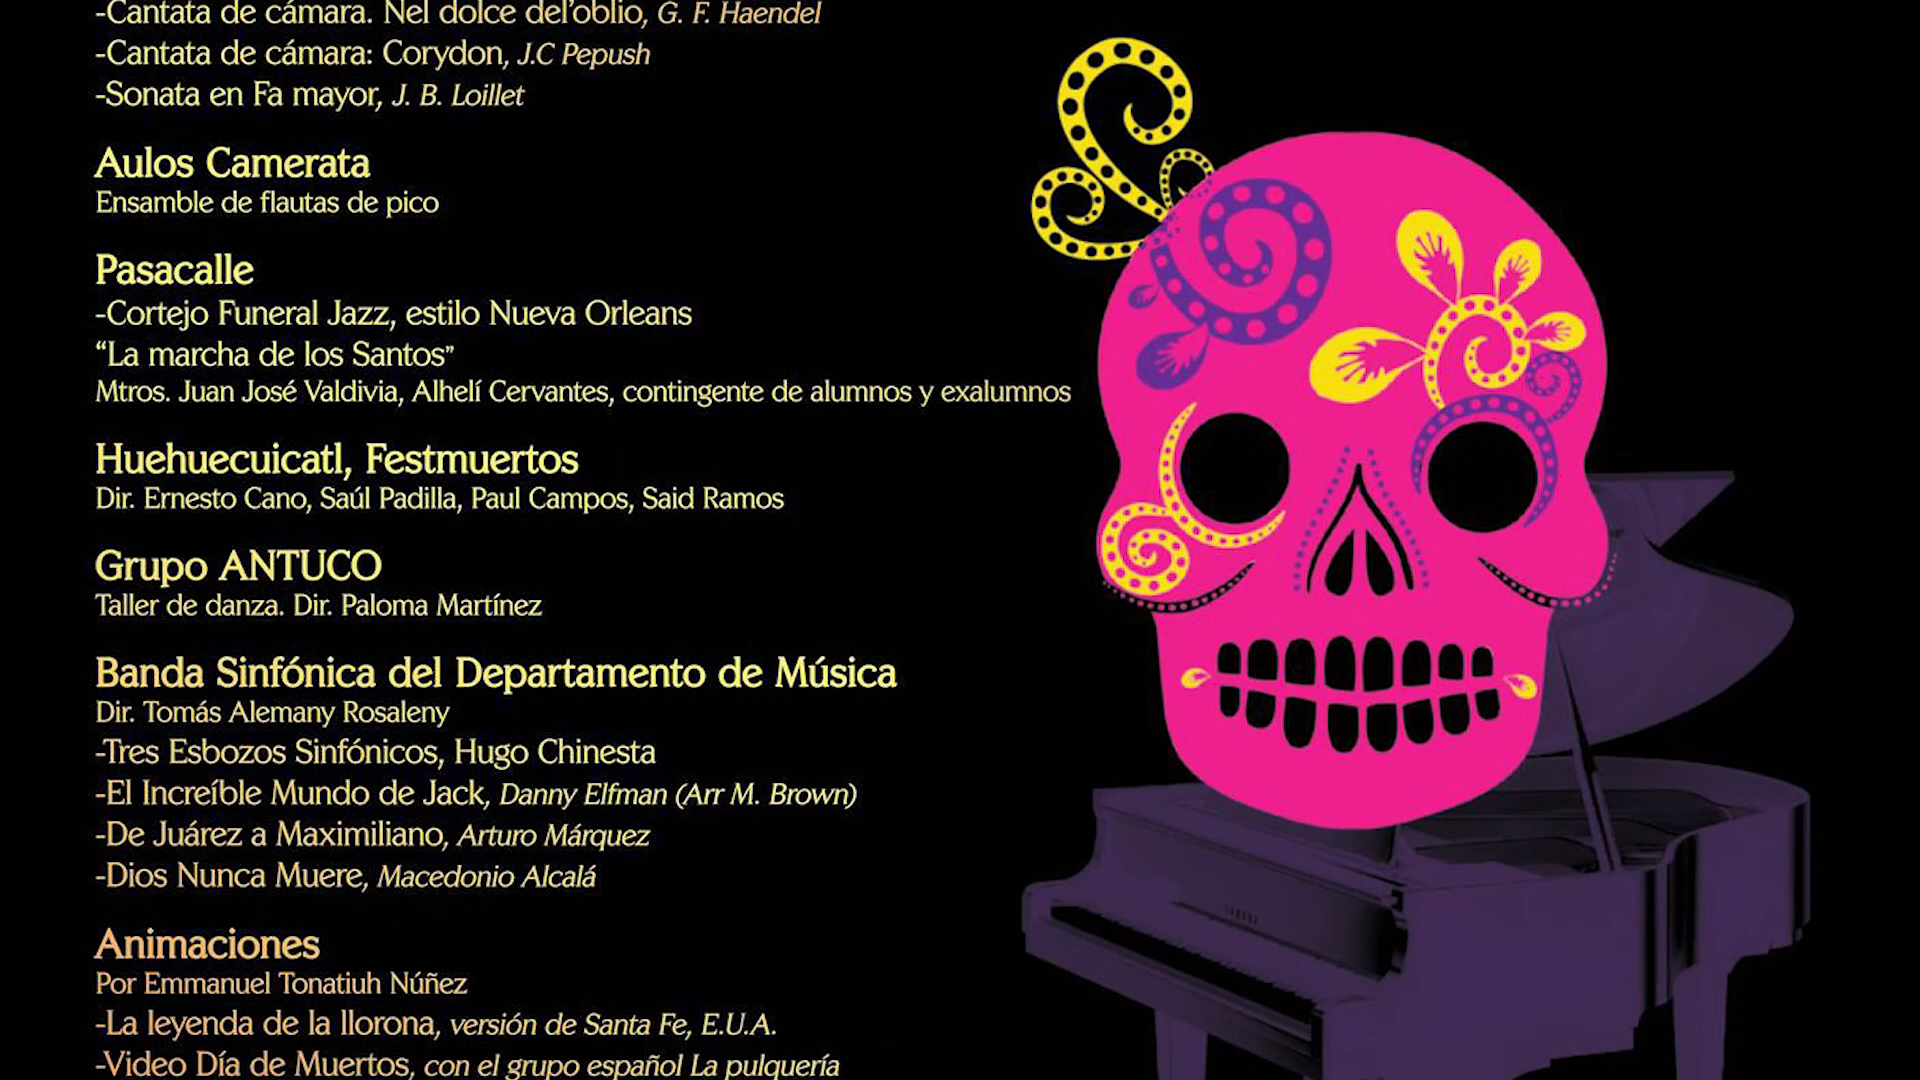 -Cantata de cámara. Nel dolce del'oblio, G. F. Haendel
-Cantata de cámara: Corydon, J.C Pepush
-Sonata en Fa mayor, J. B. Loillet
Aulos Camerata
Ensamble de flautas de pico
Pasacalle
-Cortejo Funeral Jazz, estilo Nueva Orleans
“La marcha de los Santos”
Mtros. Juan José Valdivia, Alhelí Cervantes, contingente de alumnos y exalumnos
Huehuecuicatl, Festmuertos
Dir. Ernesto Cano, Saúl Padilla, Paul Campos, Said Ramos
Grupo ANTUCO
Taller de danza. Dir. Paloma Martínez
Banda Sinfónica del Departamento de Música
Dir. Tomás Alemany Rosaleny
-Tres Esbozos Sinfónicos, Hugo Chinesta
-El Increíble Mundo de Jack, Danny Elfman (Arr M. Brown)
-De Juárez a Maximiliano, Arturo Márquez
-Dios Nunca Muere, Macedonio Alcalá
Animaciones
Por Emmanuel Tonatiuh Núñez
-La leyenda de la llorona, versión de Santa Fe, E.U.A.
-Video Día de Muertos, con el grupo español La pulquería